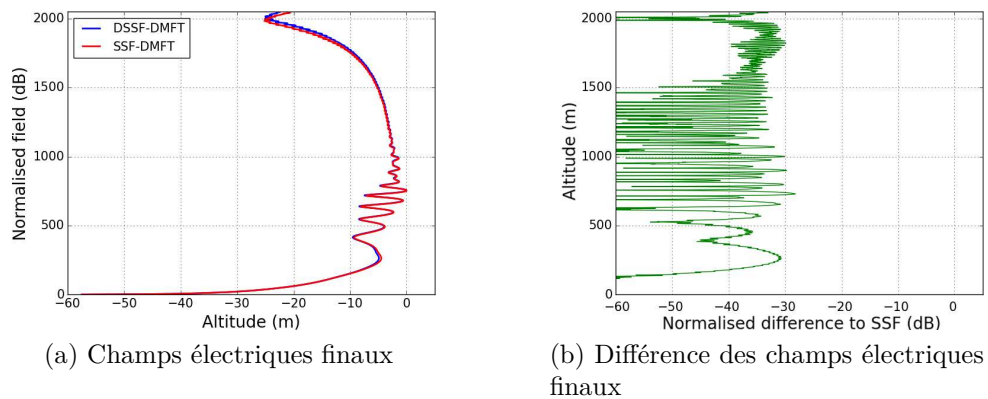 DSSF-DMFT
SSF-DMFT
Normalised field (dB)
2000
1500
1000
500
0
−60 −50 −40 −30 −20 −10 0
Altitude (m)
(a) Champs électriques finaux
Altitude (m)
2000
1500
1000
500
0
−60 −50 −40 −30 −20 −10 0
Normalised difference to SSF (dB)
(b) Différence des champs électriques
finaux